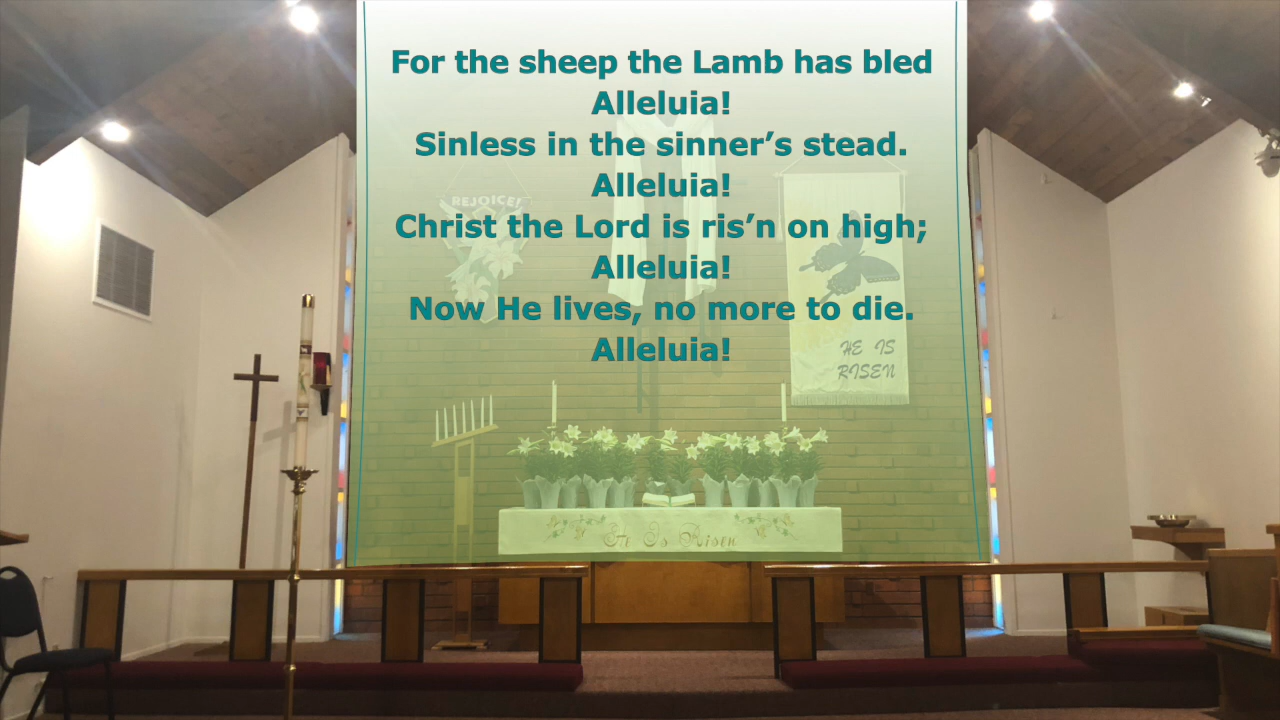 For the sheep the Lamb has bled
Alleluia!
Sinless in the sinner’s stead.
Alleluia!
Christ the Lord is ris’n on high;
Alleluia!
Now He lives, no more to die.
Alleluia!
REJOICE!
HE IS
RISEN
He Is Risen